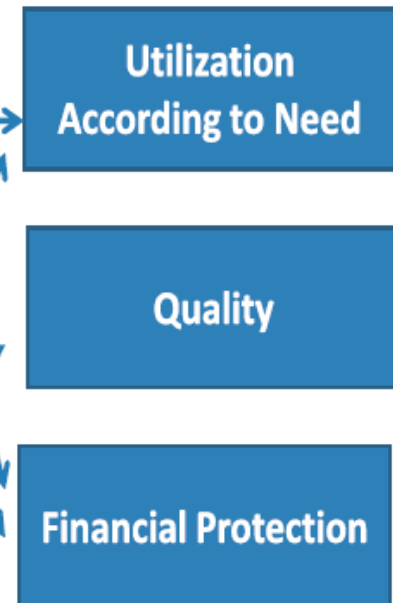 Utilization
According to Need
Quality
Financial Protection